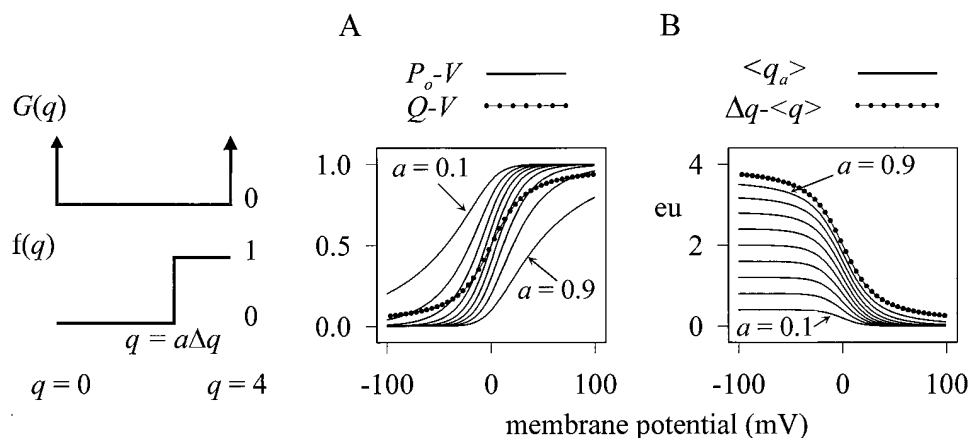 A
B
P_o-V
Q-V
<q_a>
Δq-<q>
G(q)
0
f(q)
1
0
q = aΔq
q = 0
q = 4
1.0
0.5
0.0
a = 0.1
a = 0.9
-100
0
100
eu
4
2
0
a = 0.9
a = 0.1
-100
0
100
membrane potential (mV)